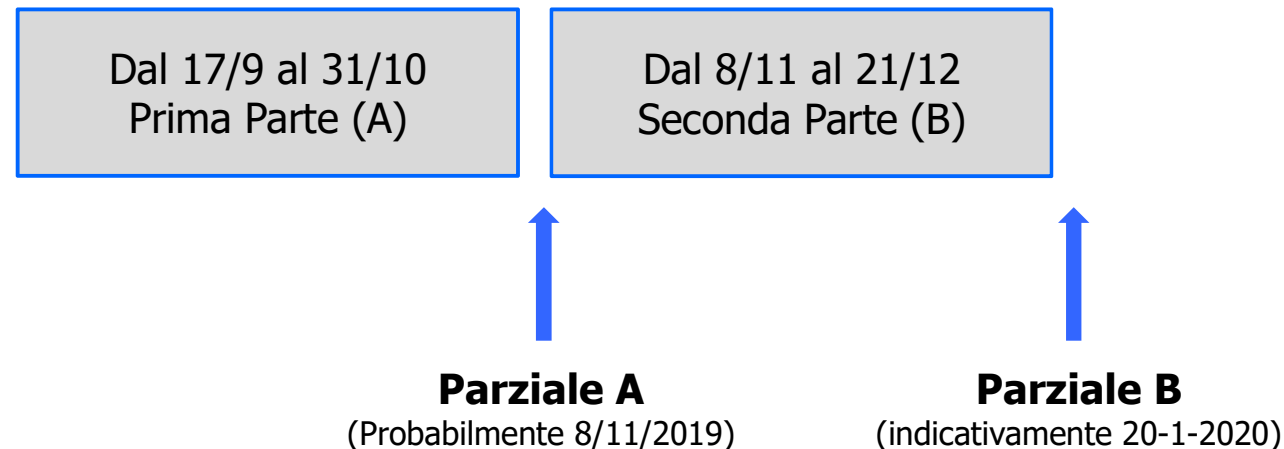 Dal 17/9 al 31/10
Prima Parte (A)
Dal 8/11 al 21/12
Seconda Parte (B)
Parziale A
(Probabilmente 8/11/2019)
Parziale B
(indicativamente 20-1-2020)